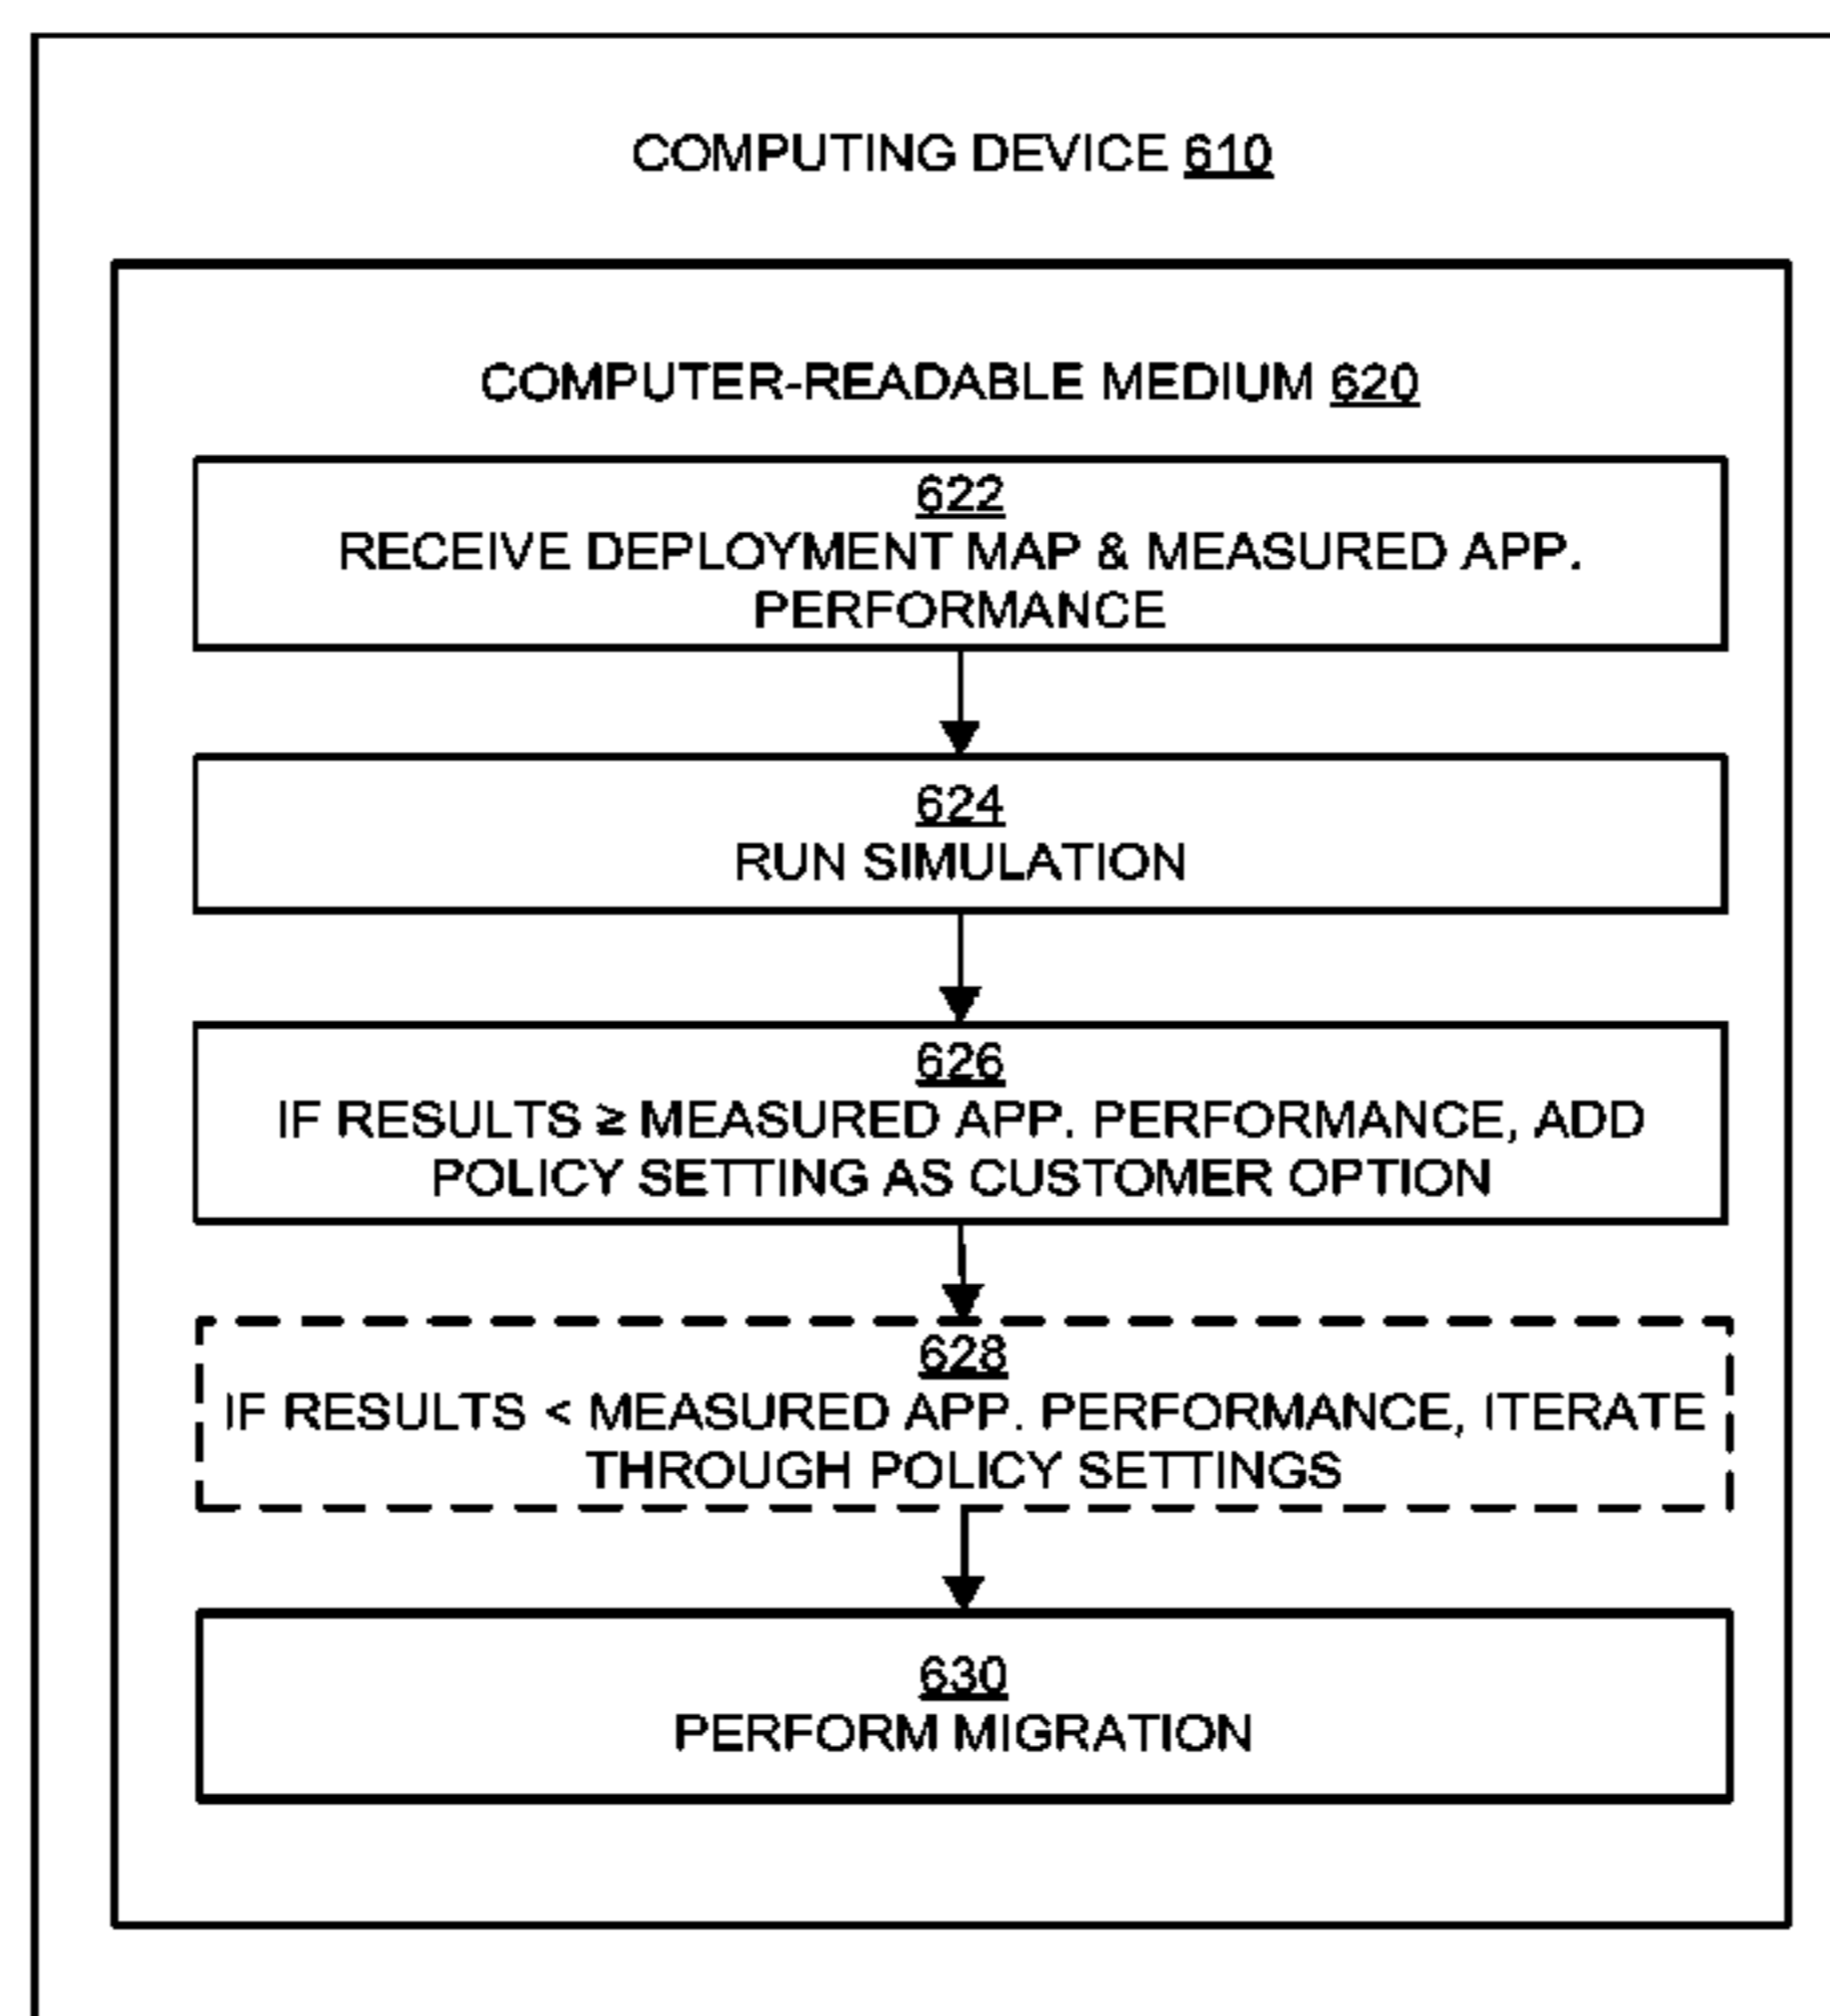 COMPUTING DEVICE 610
COMPUTER-READABLE MEDIUM 620
622
RECEIVE DEPLOYMENT MAP & MEASURED APP.
PERFORMANCE
624
RUN SIMULATION
626
IF RESULTS ≥ MEASURED APP. PERFORMANCE, ADD
POLICY SETTING AS CUSTOMER OPTION
628
IF RESULTS < MEASURED APP. PERFORMANCE, ITERATE
THROUGH POLICY SETTINGS
630
PERFORM MIGRATION